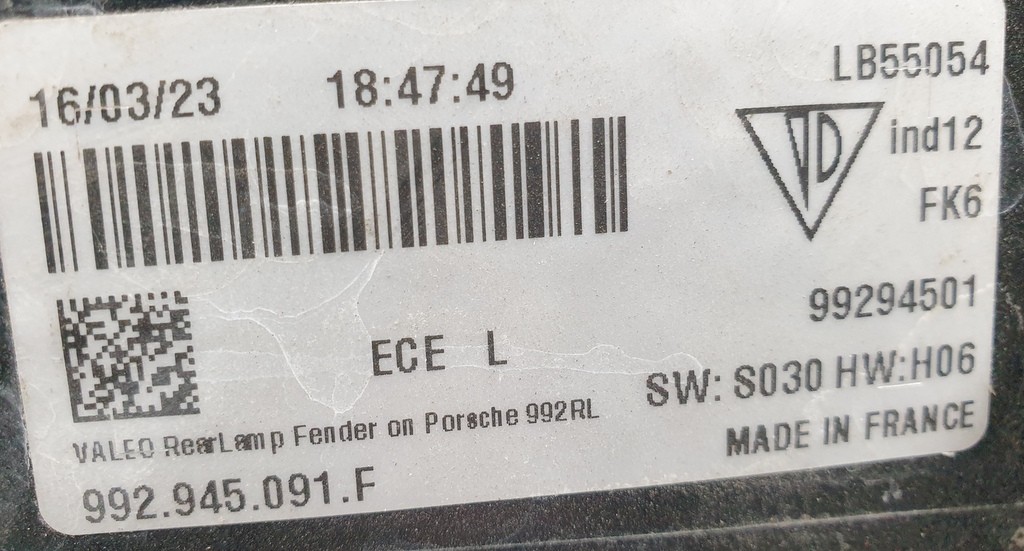 16/03/23 18:47:49
LB55054
ind12
FK6
99294501
ECE L
SW: S030 HW:H06
VALEO RearLamp Fender on Porsche 992RL
MADE IN FRANCE
992.945.091.F